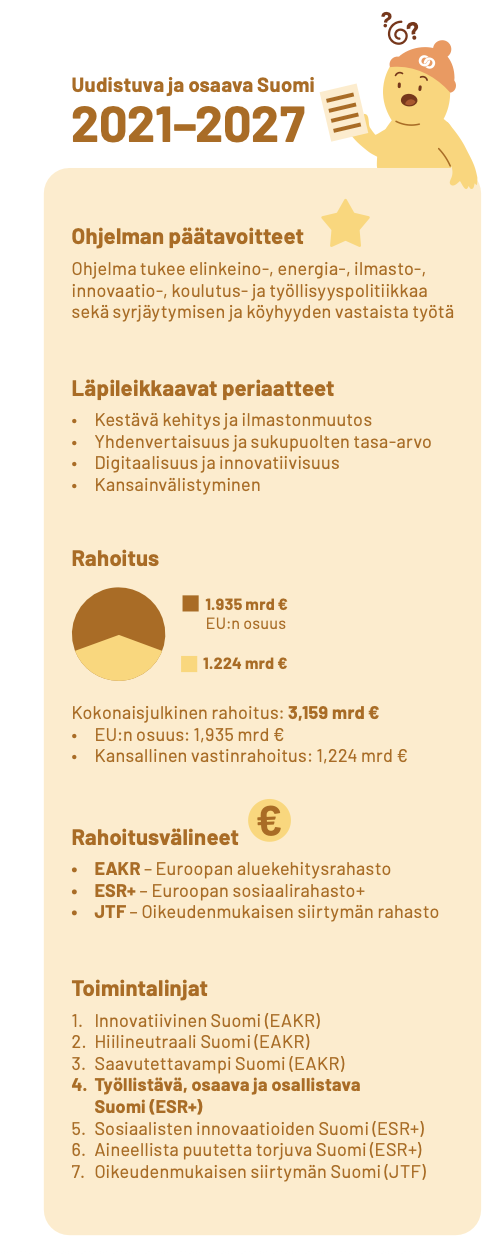 Uudistuva ja osaava Suomi
2021–2027
Ohjelman päätavoitteet
Ohjelma tukee elinkeino-, energia-, ilmasto-,
innovaatio-, koulutus- ja työllisyyspolitiikkaa
sekä syrjäytymisen ja köyhyyden vastaista työtä
Läpileikkaavat periaatteet
• Kestävä kehitys ja ilmastonmuutos
• Yhdenvertaisuus ja sukupuolten tasa-arvo
• Digitaalisuus ja innovatiivisuus
• Kansainvälistyminen
Rahoitus
1.935 mrd €
EU:n osuus
1.224 mrd €
Kokonaisjulkinen rahoitus: 3,159 mrd €
• EU:n osuus: 1,935 mrd €
• Kansallinen vastinrahoitus: 1,224 mrd €
Rahoitusvälineet
€
• EAKR – Euroopan aluekehitysrahasto
• ESR+ – Euroopan sosiaalirahasto+
• JTF – Oikeudenmukaisen siirtymän rahasto
Toimintalinjat
1. Innovatiivinen Suomi (EAKR)
2. Hiilineutraali Suomi (EAKR)
3. Saavutettavampi Suomi (EAKR)
4. Työllistävä, osaava ja osallistava
Suomi (ESR+)
5. Sosiaalisten innovaatioiden Suomi (ESR+)
6. Aineellista puutetta torjuva Suomi (ESR+)
7. Oikeudenmukaisen siirtymän Suomi (JTF)